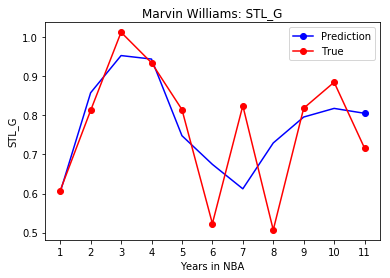 Marvin Williams: STL_G
Prediction
True
1.0
0.9
0.8
0.7
0.6
0.5
STL_G
1 2 3 4 5 6 7 8 9 10 11
Years in NBA